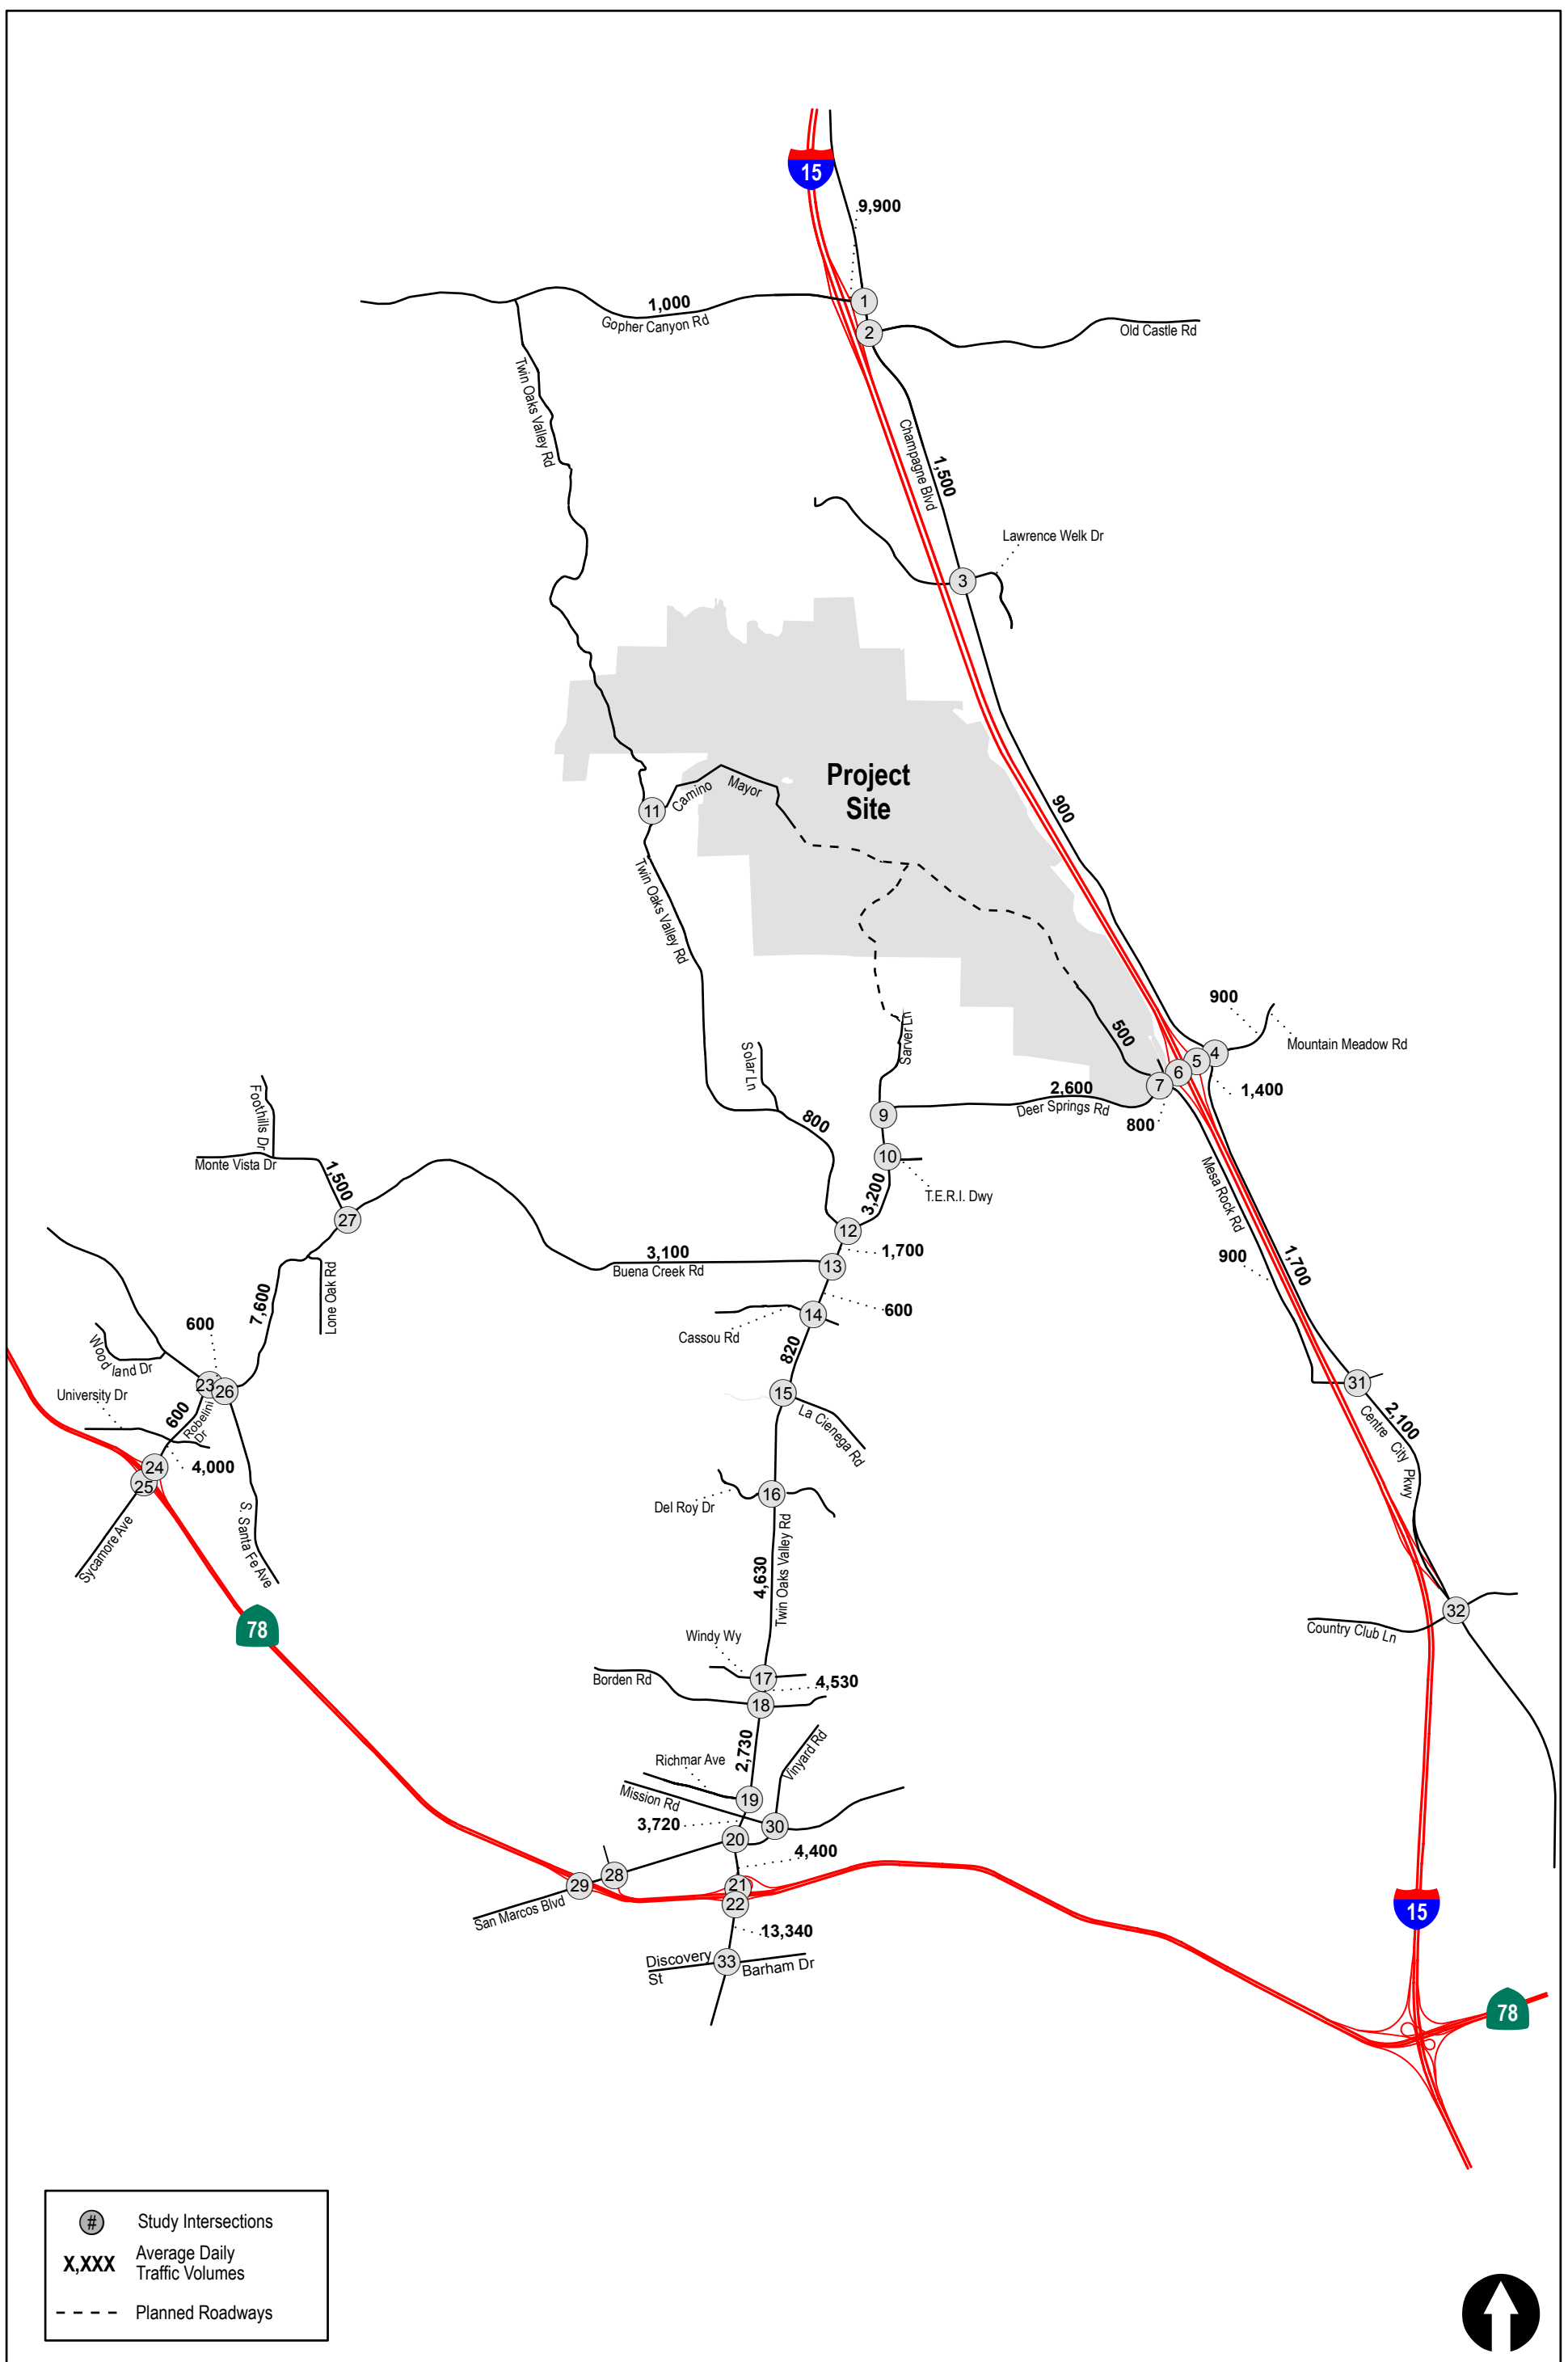 15
9,900
1
1,000
Gopher Canyon Rd
2
Old Castle Rd
Twin Oaks Valley Rd
Champagne Blvd
1,500
Lawrence Welk Dr
3
Project
Site
Camino Mayor
900
11
Twin Oaks Valley Rd
900
Mountain Meadow Rd
Sarver Ln
500
4
5
6
7
Solar Ln
2,600
Deer Springs Rd
1,400
800
800
9
Foothills Dr
Monte Vista Dr
1,500
10
T.E.R.I. Dwy
3,200
Mesa Rock Rd
27
12
1,700
3,100
Buena Creek Rd
13
900
1,700
Lone Oak Rd
7,600
600
14
600
Cassou Rd
820
Woodland Dr
23
26
31
University Dr
15
La Cienega Rd
600
Robelini
Dr
Centre City Pkwy
2,100
24
4,000
25
16
Del Roy Dr
Sycamore Ave
S. Santa Fe Ave
4,630
Twin Oaks Valley Rd
78
32
Country Club Ln
Windy Wy
17
Borden Rd
4,530
18
2,730
Vinyard Rd
Richmar Ave
Mission Rd
19
3,720
30
20
4,400
28
29
21
22
San Marcos Blvd
15
13,340
Discovery
St
33
Barham Dr
78
# Study Intersections
X,XXX Average Daily
Traffic Volumes
Planned Roadways